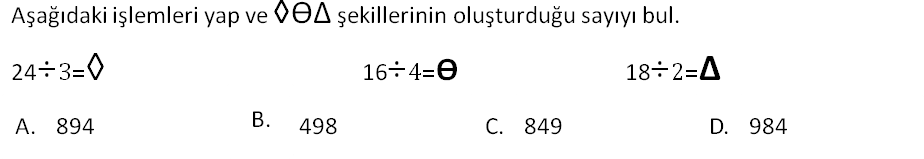 Aşağıdaki işlemleri yap ve ◊ϴΔ şekillerinin oluşturduğu sayıyı bul.
24÷3=◊ 16÷4=ϴ 18÷2=Δ
A. 894 B. 498 C. 849 D. 984